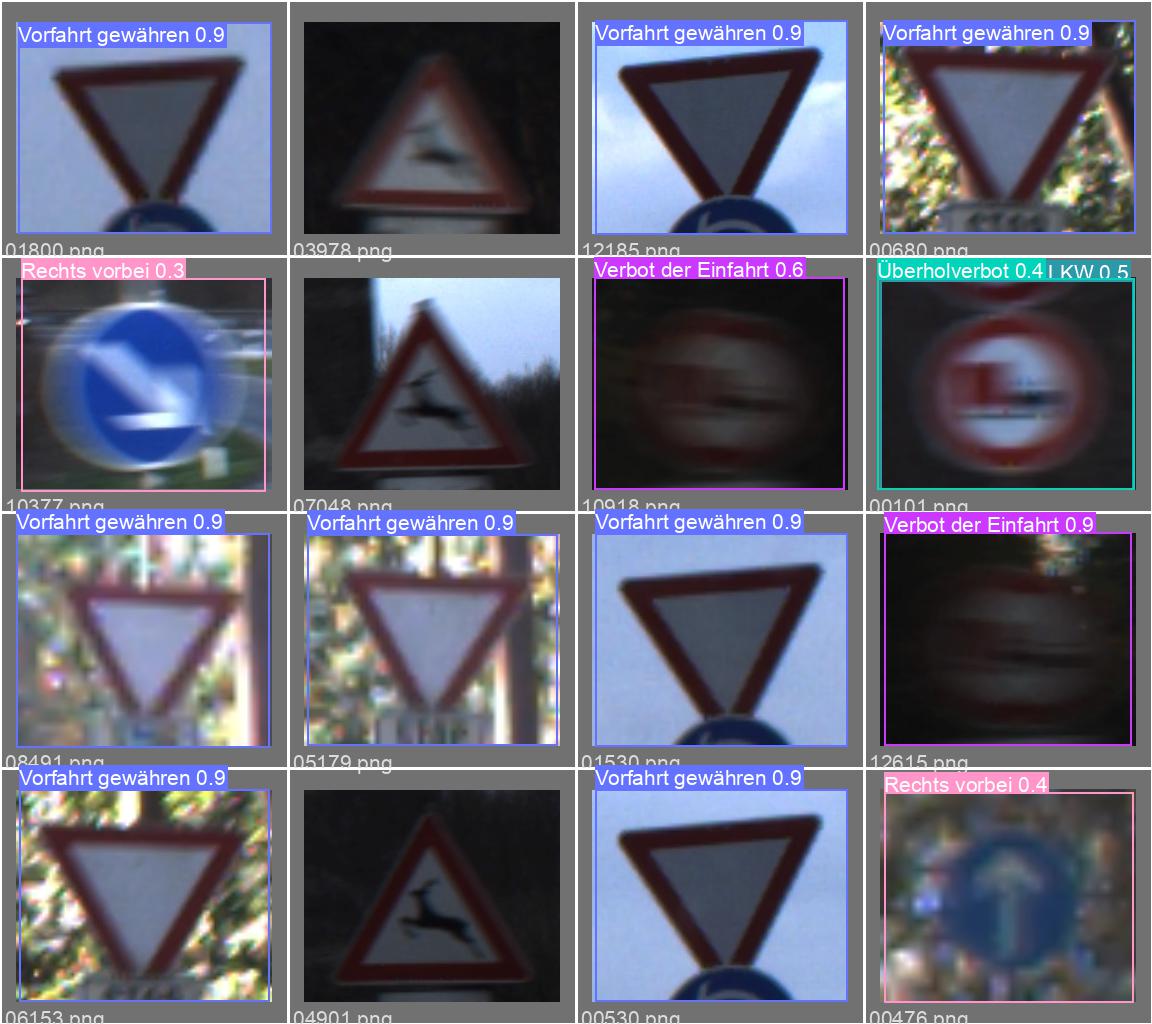 Vorfahrt gewähren 0.9
Vorfahrt gewähren 0.9
Vorfahrt gewähren 0.9
01800.png
03978.png
12185.png
00680.png
Rechts vorbei 0.3
Verbot der Einfahrt 0.6
Überholverbot 0.4 LKW 0.5
10377.png
07048.png
10918.png
00101.png
Vorfahrt gewähren 0.9
Vorfahrt gewähren 0.9
Vorfahrt gewähren 0.9
Verbot der Einfahrt 0.9
08491.png
05179.png
01530.png
12615.png
Vorfahrt gewähren 0.9
Vorfahrt gewähren 0.9
Rechts vorbei 0.4
06153.png
04901.png
00530.png
00476.png